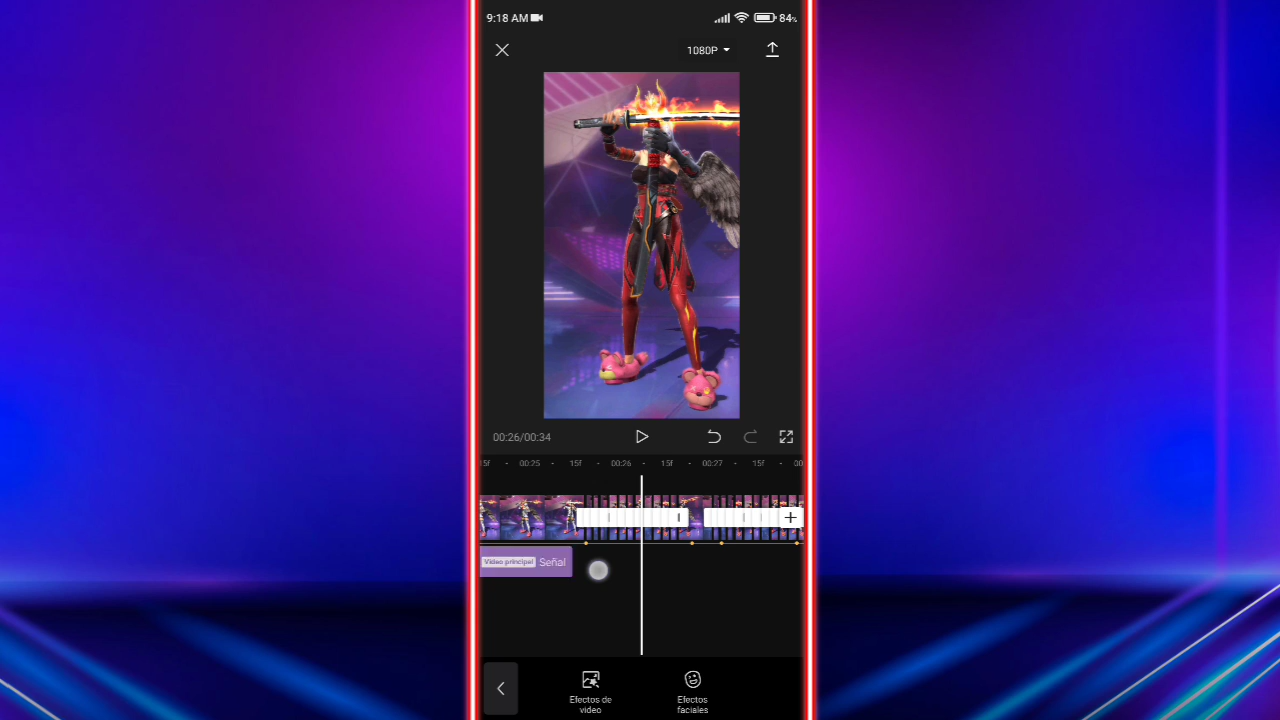 9:18 AM
84%
1080P
00:26/00:34
15f
00:25
15f
00:26
15f
00:27
15f
00
Video principal
Señal
Efectos de
video
Efectos
faciales